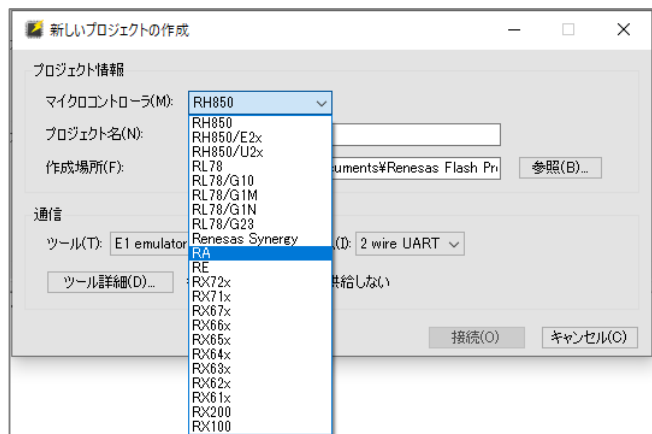 新しいプロジェクトの作成
プロジェクト情報
マイクロコントローラ(M): RH850
RH850
RH850/E2x
RH850/U2x
RL78
RL78/G10
RL78/G1M
RL78/G1N
RL78/G23
Renesas Synergy
RA
RE
RX72x
RX71x
RX67x
RX66x
RX65x
RX64x
RX63x
RX62x
RX61x
RX200
RX100
プロジェクト名(N):
作成場所(F): uments¥Renesas Flash Pr 参照(B)...
通信
ツール(T): E1 emulator (I): 2 wire UART
ツール詳細(D)... 供給しない
接続(O) キャンセル(C)